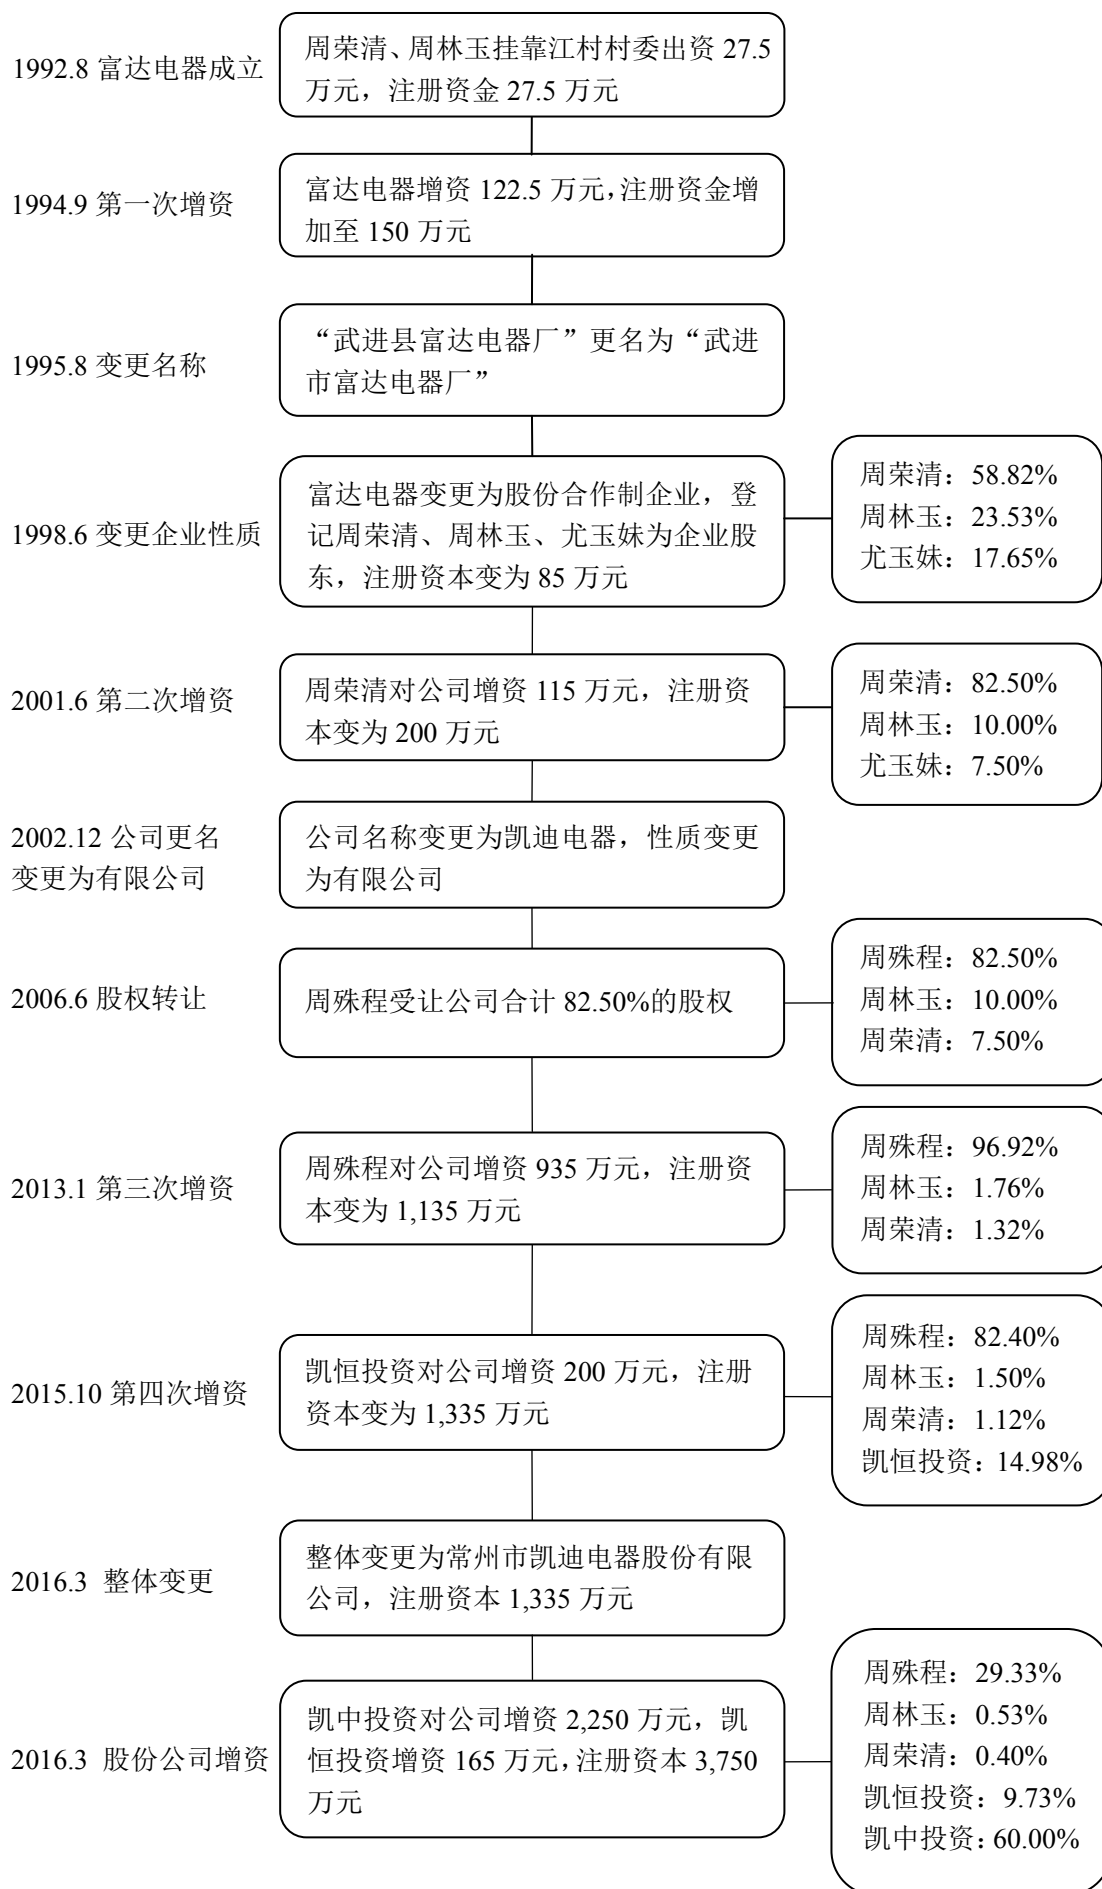 1992.8 富达电器成立
周荣清、周林玉挂靠江村村委出资 27.5
万元，注册资金 27.5 万元
1994.9 第一次增资
富达电器增资 122.5 万元，注册资金增
加至 150 万元
1995.8 变更名称
“武进县富达电器厂”更名为“武进
市富达电器厂”
1998.6 变更企业性质
富达电器变更为股份合作制企业，登
记周荣清、周林玉、尤玉妹为企业股
东，注册资本变为 85 万元
周荣清：58.82%
周林玉：23.53%
尤玉妹：17.65%
2001.6 第二次增资
周荣清对公司增资 115 万元，注册资
本变为 200 万元
周荣清：82.50%
周林玉：10.00%
尤玉妹：7.50%
2002.12 公司更名
变更为有限公司
公司名称变更为凯迪电器，性质变更
为有限公司
2006.6 股权转让
周殊程受让公司合计 82.50%的股权
周殊程：82.50%
周林玉：10.00%
周荣清：7.50%
2013.1 第三次增资
周殊程对公司增资 935 万元，注册资
本变为 1,135 万元
周殊程：96.92%
周林玉：1.76%
周荣清：1.32%
2015.10 第四次增资
凯恒投资对公司增资 200 万元，注册
资本变为 1,335 万元
周殊程：82.40%
周林玉：1.50%
周荣清：1.12%
凯恒投资：14.98%
2016.3 整体变更
整体变更为常州市凯迪电器股份有限
公司，注册资本 1,335 万元
2016.3 股份公司增资
凯中投资对公司增资 2,250 万元，凯
恒投资增资 165 万元，注册资本 3,750
万元
周殊程：29.33%
周林玉：0.53%
周荣清：0.40%
凯恒投资：9.73%
凯中投资：60.00%